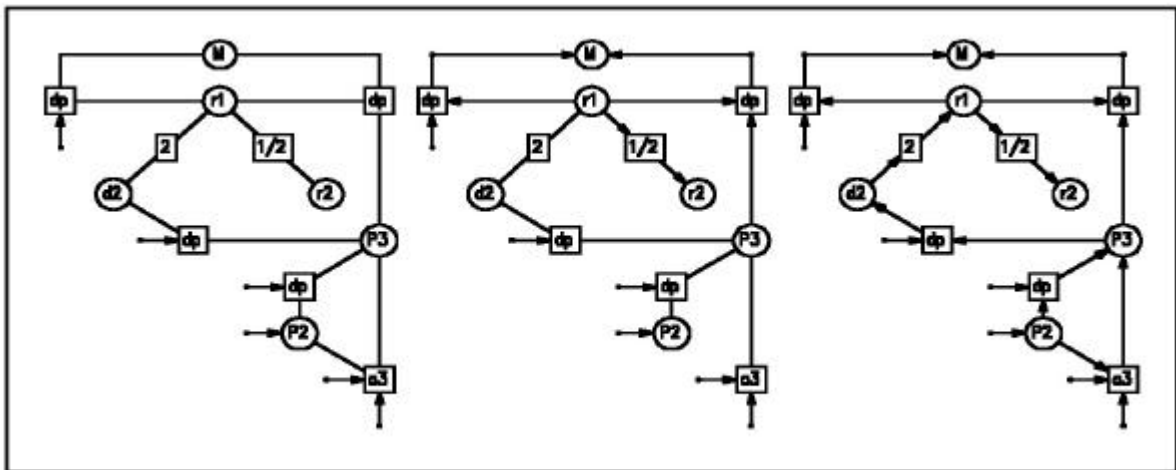 M M M
dp r1 dp dp r1 dp dp r1 dp
2 1/2 2 1/2 2 1/2
d2 r2 d2 r2 d2 r2
dp P3 dp P3 dp P3
dp dp dp
P2 P2 P2
a3 a3 a3